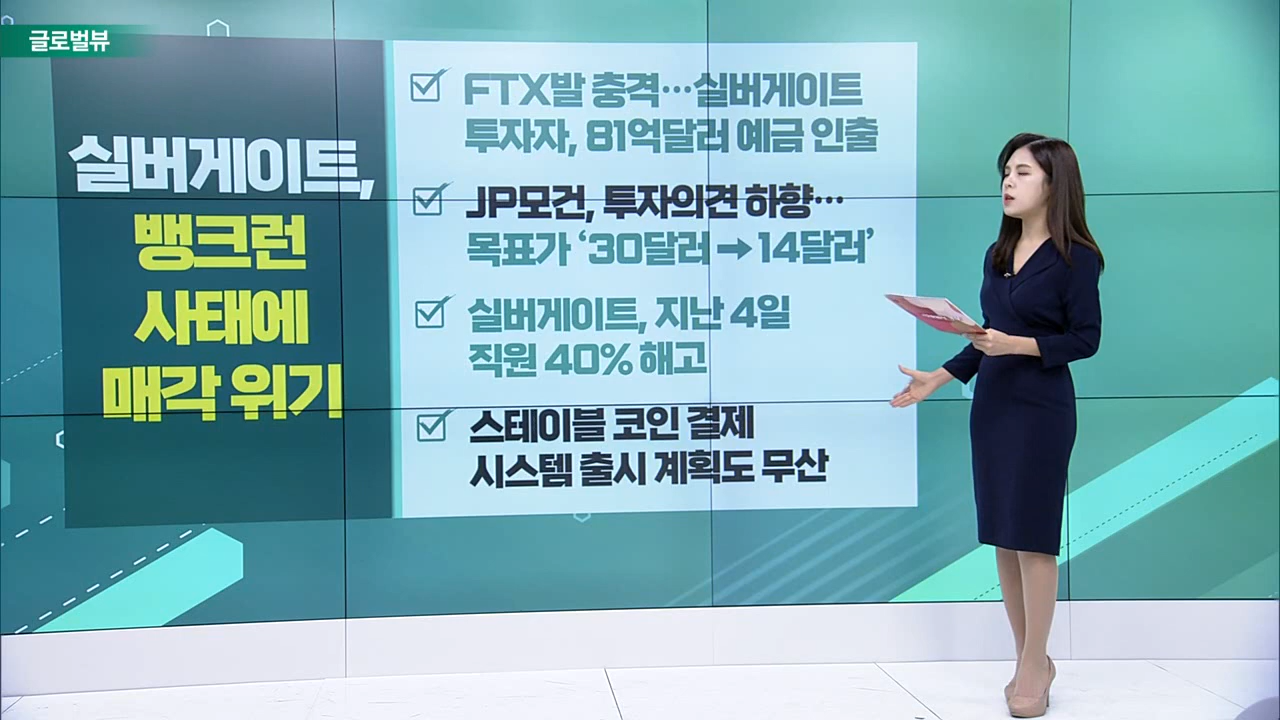 글로벌뷰
실버게이트,
뱅크런
사태에
매각 위기
FTX발 충격…실버게이트
투자자, 81억달러 예금 인출
JP모건, 투자의견 하향…
목표가 ‘30달러 → 14달러’
실버게이트, 지난 4일
직원 40% 해고
스테이블 코인 결제
시스템 출시 계획도 무산